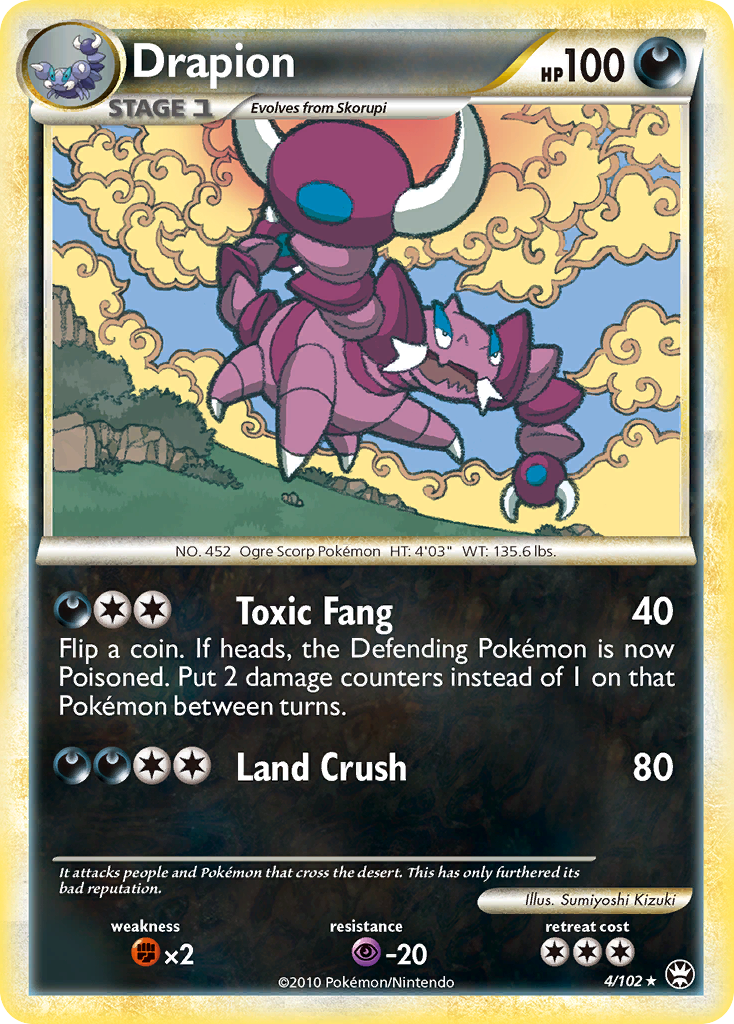 Drapion
HP100
STAGE 1
Evolves from Skorupi
NO. 452 Ogre Scorp Pokémon HT: 4'03" WT: 135.6 lbs.
Toxic Fang 40
Flip a coin. If heads, the Defending Pokémon is now
Poisoned. Put 2 damage counters instead of 1 on that
Pokémon between turns.
Land Crush 80
It attacks people and Pokémon that cross the desert. This has only furthered its
bad reputation.
Illus. Sumiyoshi Kizuki
weakness resistance retreat cost
×2 -20
©2010 Pokémon/Nintendo
4/102 ★